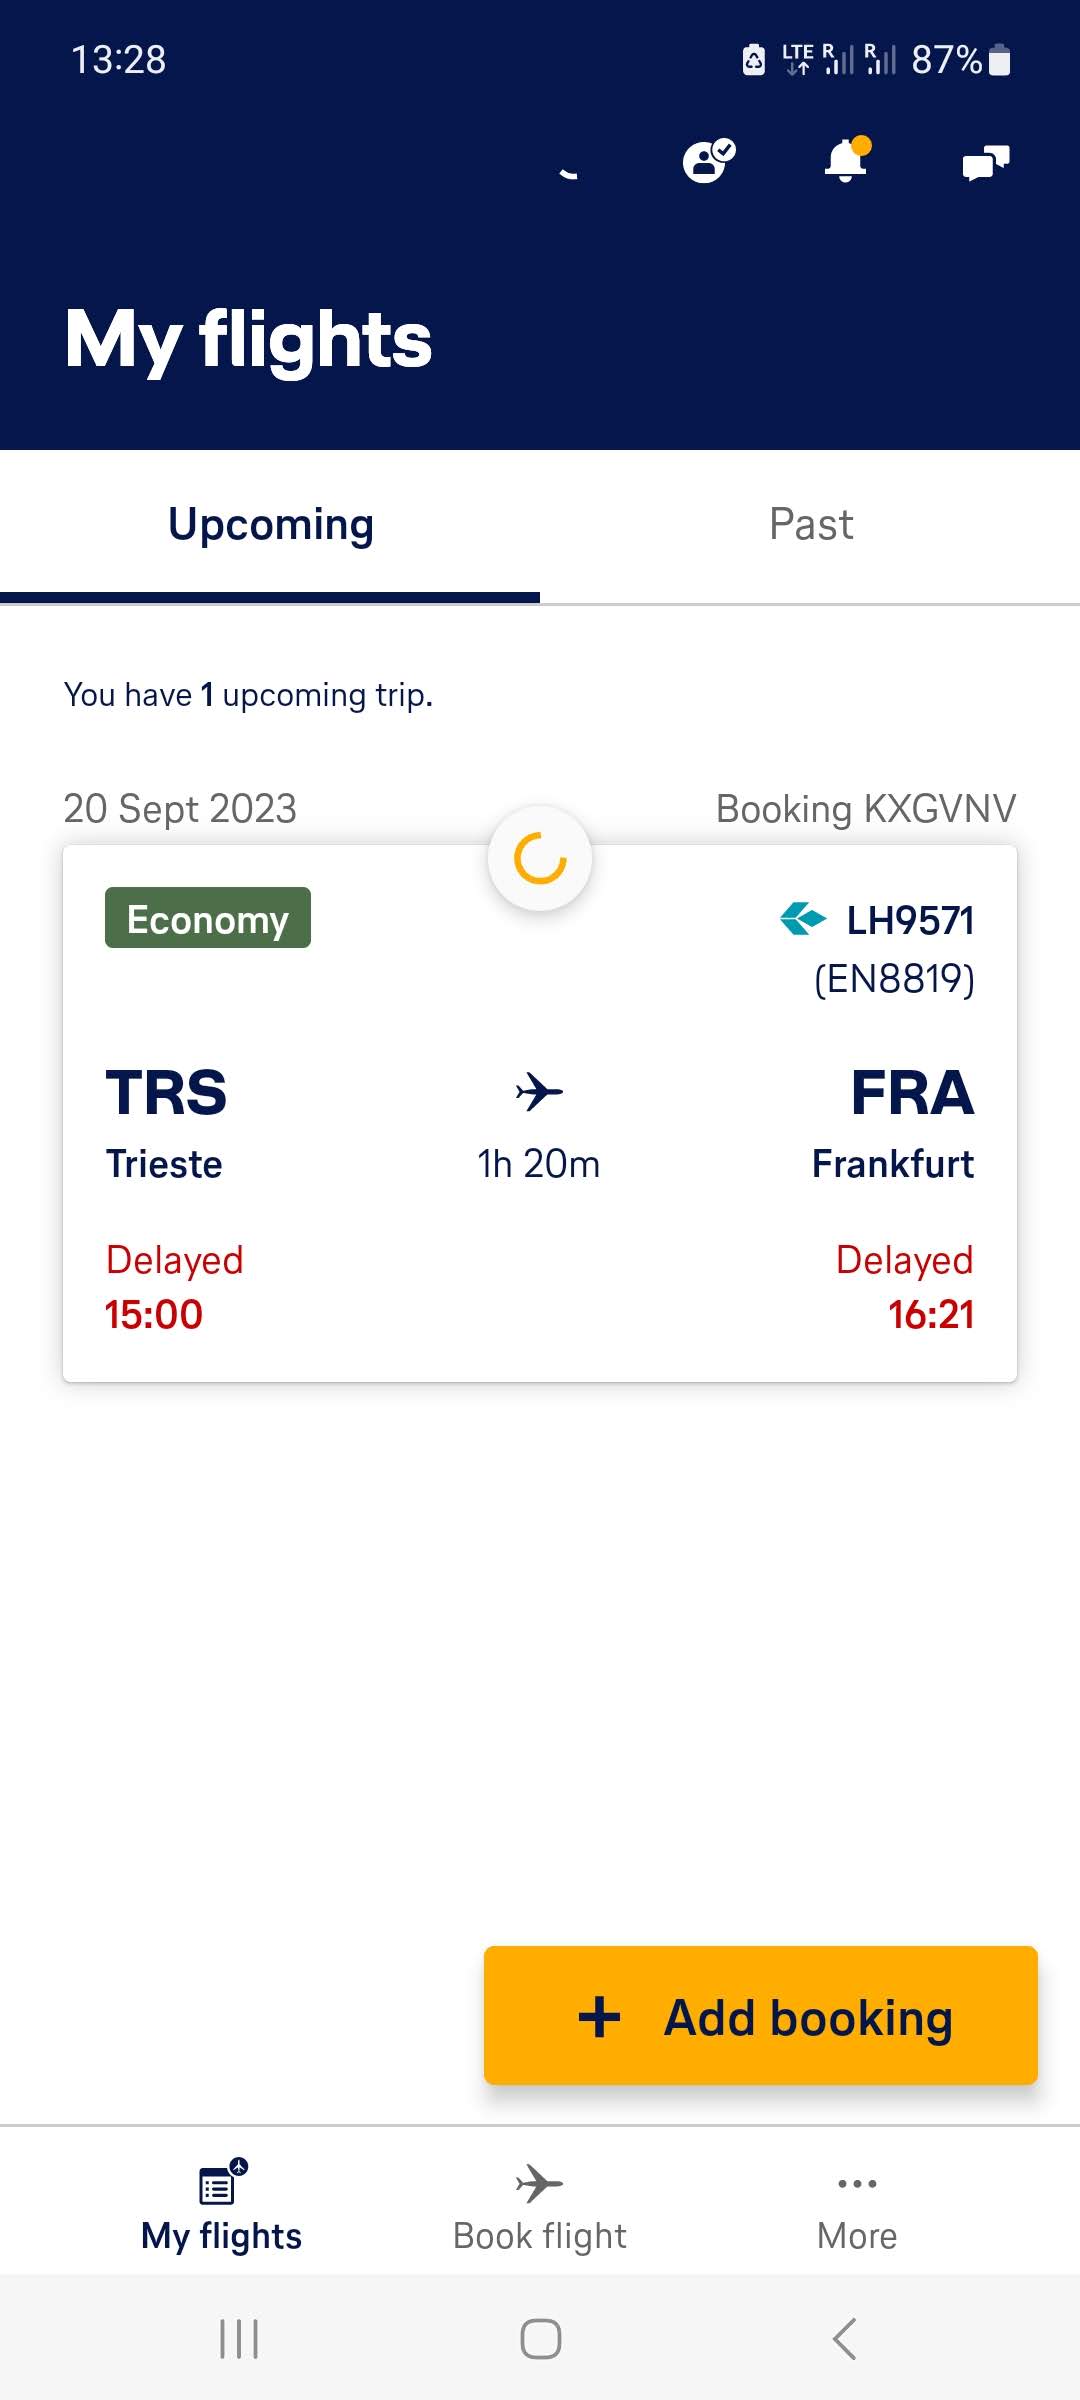 13:28
LTE R R 87%
My flights
Upcoming Past
You have 1 upcoming trip.
20 Sept 2023 Booking KXGVNV
Economy LH9571
(EN8819)
TRS FRA
Trieste 1h 20m Frankfurt
Delayed Delayed
15:00 16:21
+ Add booking
My flights Book flight More